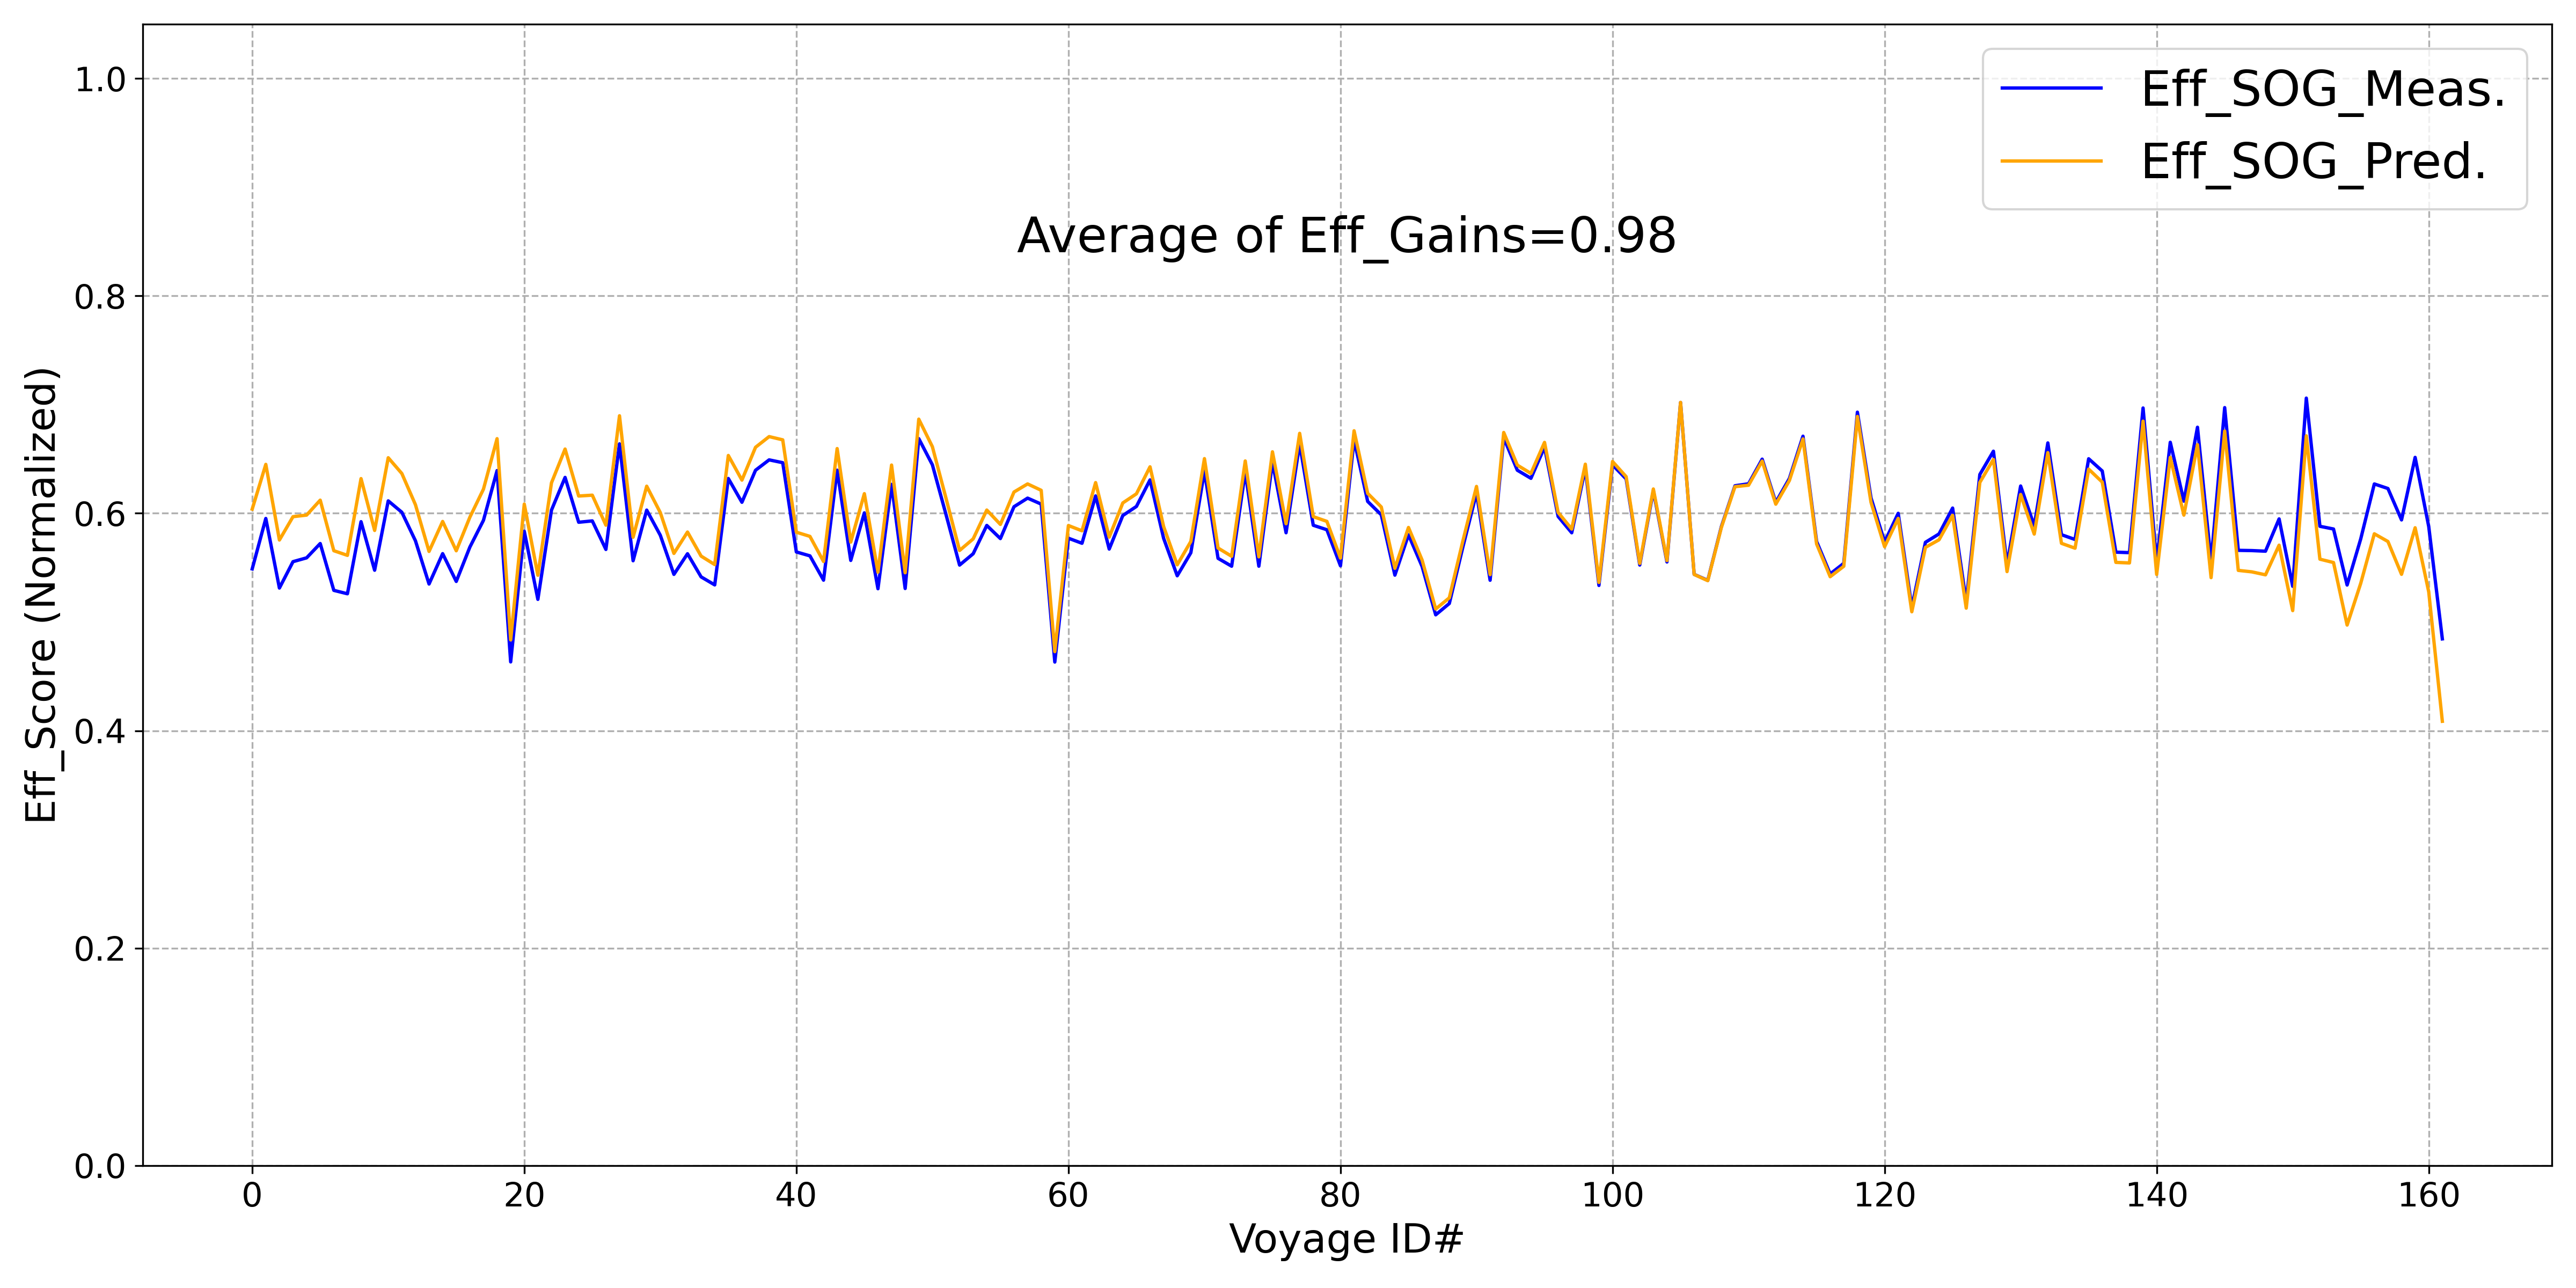 Eff_SOG_Meas.
Eff_SOG_Pred.
Average of Eff_Gains=0.98
Eff_Score (Normalized)
1.0
0.8
0.6
0.4
0.2
0.0
0 20 40 60 80 100 120 140 160
Voyage ID#